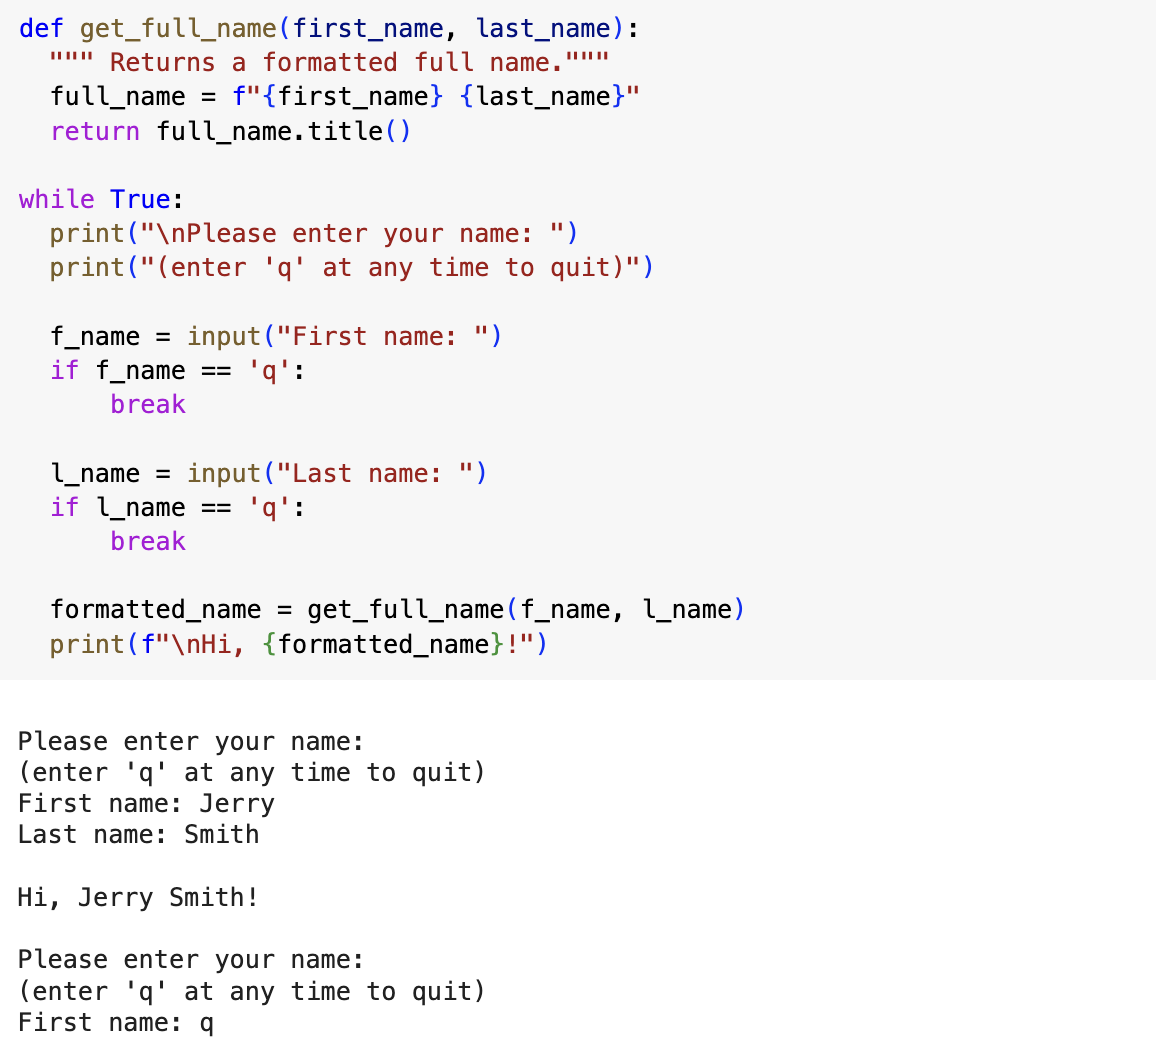 def get_full_name(first_name, last_name):
  """ Returns a formatted full name."""
  full_name = f"{first_name} {last_name}"
  return full_name.title()

while True:
  print("\nPlease enter your name: ")
  print("(enter 'q' at any time to quit)")

  f_name = input("First name: ")
  if f_name == 'q':
      break

  l_name = input("Last name: ")
  if l_name == 'q':
      break

  formatted_name = get_full_name(f_name, l_name)
  print(f"\nHi, {formatted_name}!")

Please enter your name:
(enter 'q' at any time to quit)
First name: Jerry
Last name: Smith

Hi, Jerry Smith!

Please enter your name:
(enter 'q' at any time to quit)
First name: q